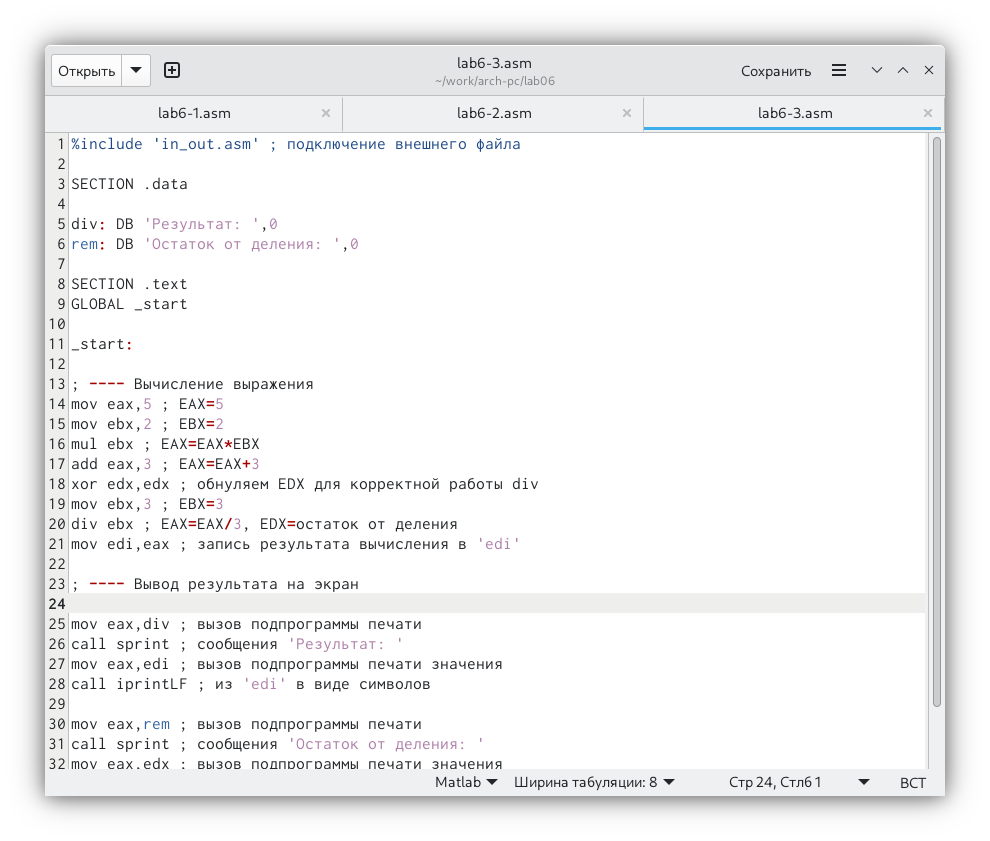 Открыть
lab6-3.asm
~/work/arch-pc/lab06
Сохранить
lab6-1.asm
lab6-2.asm
lab6-3.asm
1 %include 'in_out.asm' ; подключение внешнего файла
2
3 SECTION .data
4
5 div: DB 'Результат: ',0
6 rem: DB 'Остаток от деления: ',0
7
8 SECTION .text
9 GLOBAL _start
10
11 _start:
12
13 ; ---- Вычисление выражения
14 mov eax,5 ; EAX=5
15 mov ebx,2 ; EBX=2
16 mul ebx ; EAX=EAX*EBX
17 add eax,3 ; EAX=EAX+3
18 xor edx,edx ; обнуляем EDX для корректной работы div
19 mov ebx,3 ; EBX=3
20 div ebx ; EAX=EAX/3, EDX=остаток от деления
21 mov edi,eax ; запись результата вычисления в 'edi'
22
23 ; ---- Вывод результата на экран
24
25 mov eax,div ; вызов подпрограммы печати
26 call sprint ; сообщения 'Результат: '
27 mov eax,edi ; вызов подпрограммы печати значения
28 call iprintLF ; из 'edi' в виде символов
29
30 mov eax,rem ; вызов подпрограммы печати
31 call sprint ; сообщения 'Остаток от деления: '
32 mov eax,edx ; вызов подпрограммы печати значения
Matlab Ширина табуляции: 8 Стр 24, Стлб 1 ВСТ